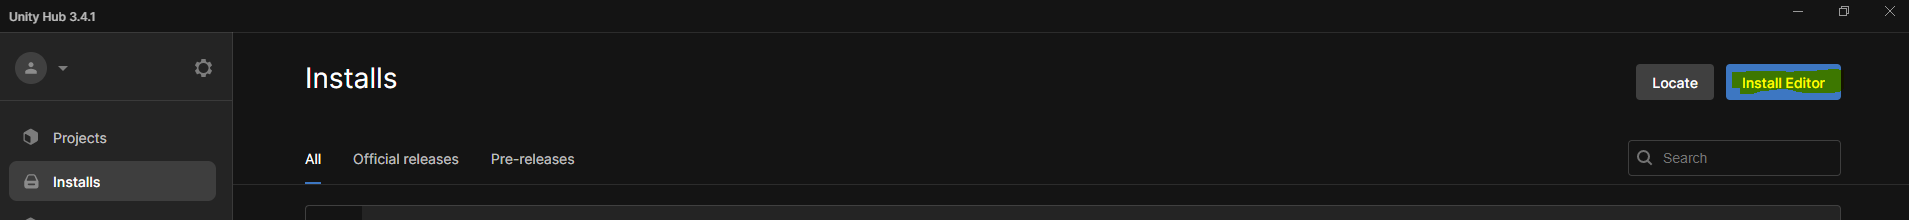 Unity Hub 3.4.1
Installs
Locate
Install Editor
Projects
All
Official releases
Pre-releases
Search
Installs